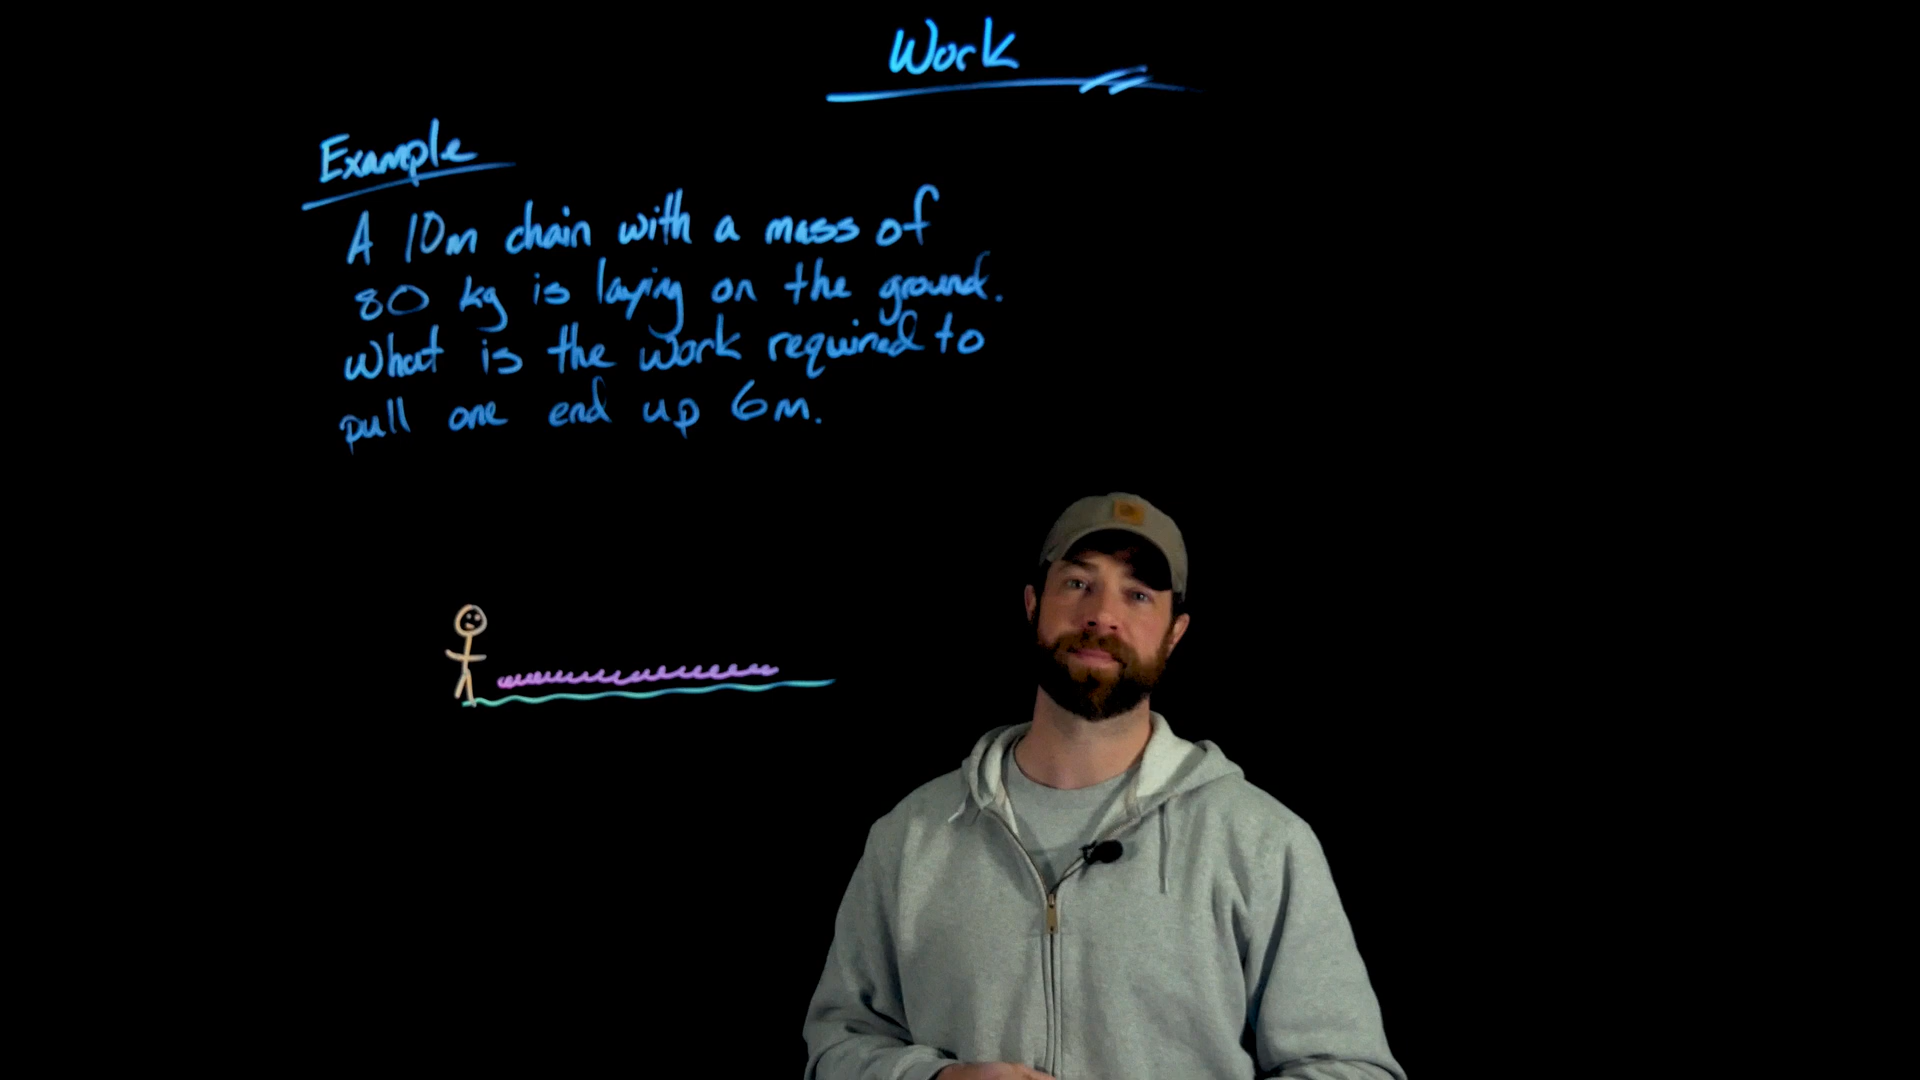 Work
Example
A 10m chain with a mass of
80 kg is laying on the ground.
What is the work required to
pull one end up 6m.